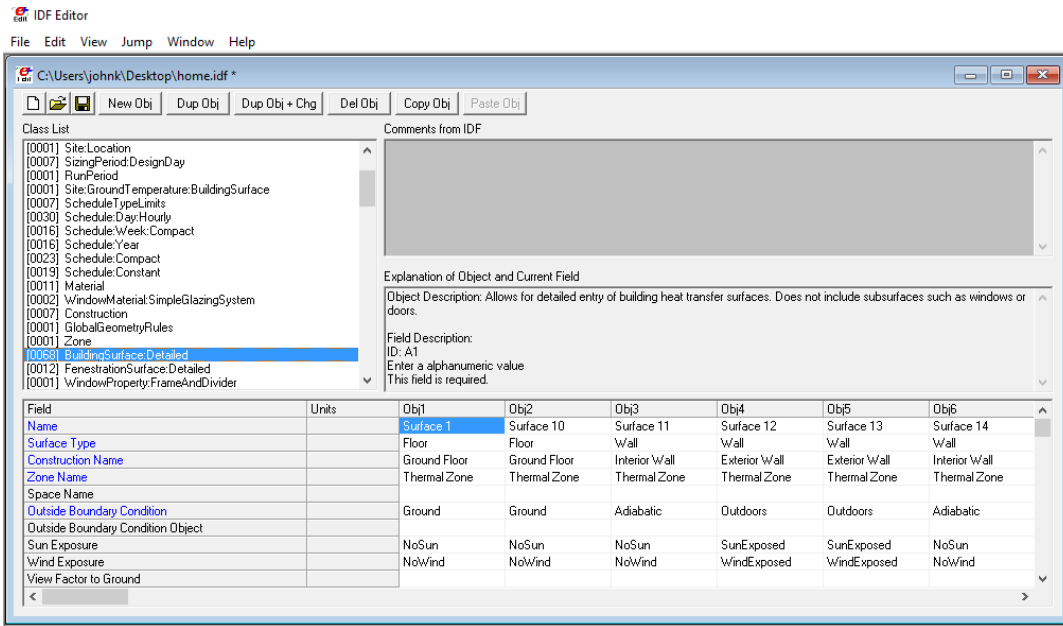 IDF Editor
File Edit View Jump Window Help
C:\Users\johnk\Desktop\home.idf *
New Obj Dup Obj Dup Obj + Chg Del Obj Copy Obj Paste Obj
Class List
[0001] Site:Location
[0007] SizingPeriod:DesignDay
[0001] RunPeriod
[0001] Site:GroundTemperature:BuildingSurface
[0007] ScheduleTypeLimits
[0030] Schedule:Day:Hourly
[0016] Schedule:Week:Compact
[0016] Schedule:Year
[0023] Schedule:Compact
[0019] Schedule:Constant
[0011] Material
[0002] WindowMaterial:SimpleGlazingSystem
[0007] Construction
[0001] GlobalGeometryRules
[0001] Zone
[0068] BuildingSurface:Detailed
[0012] FenestrationSurface:Detailed
[0001] WindowProperty:FrameAndDivider
Comments from IDF
Explanation of Object and Current Field
Object Description: Allows for detailed entry of building heat transfer surfaces. Does not include subsurfaces such as windows or
doors.
Field Description:
ID: A1
Enter a alphanumeric value
This field is required.
Field Units Obj1 Obj2 Obj3 Obj4 Obj5 Obj6
Name Surface 1 Surface 10 Surface 11 Surface 12 Surface 13 Surface 14
Surface Type Floor Floor Wall Wall Wall Wall
Construction Name Ground Floor Ground Floor Interior Wall Exterior Wall Exterior Wall Interior Wall
Zone Name Thermal Zone Thermal Zone Thermal Zone Thermal Zone Thermal Zone Thermal Zone
Space Name
Outside Boundary Condition Ground Ground Adiabatic Outdoors Outdoors Adiabatic
Outside Boundary Condition Object
Sun Exposure NoSun NoSun NoSun SunExposed SunExposed NoSun
Wind Exposure NoWind NoWind NoWind WindExposed WindExposed NoWind
View Factor to Ground